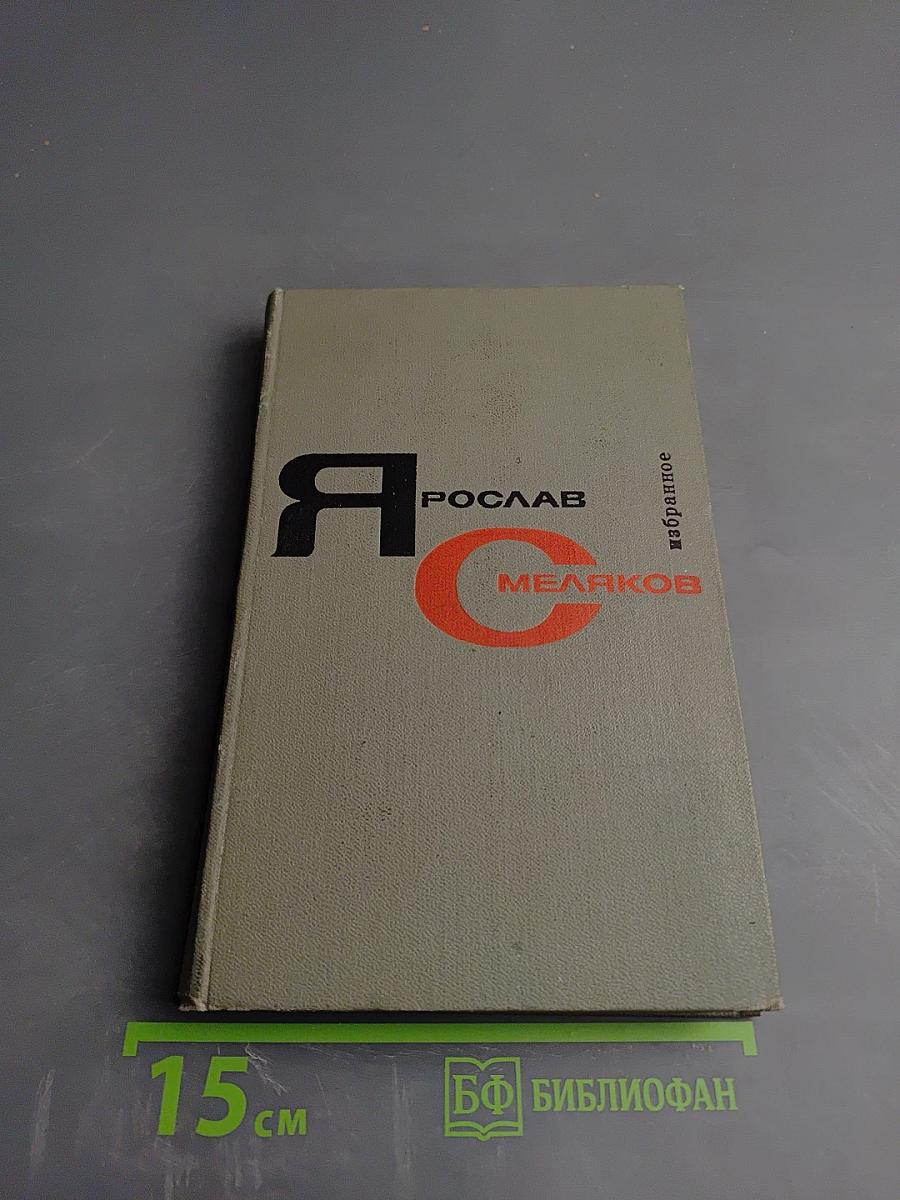 ЯРОСЛАВ
СМЕЛЯКОВ
избранное
15 см
БФ БИБЛИОФАН